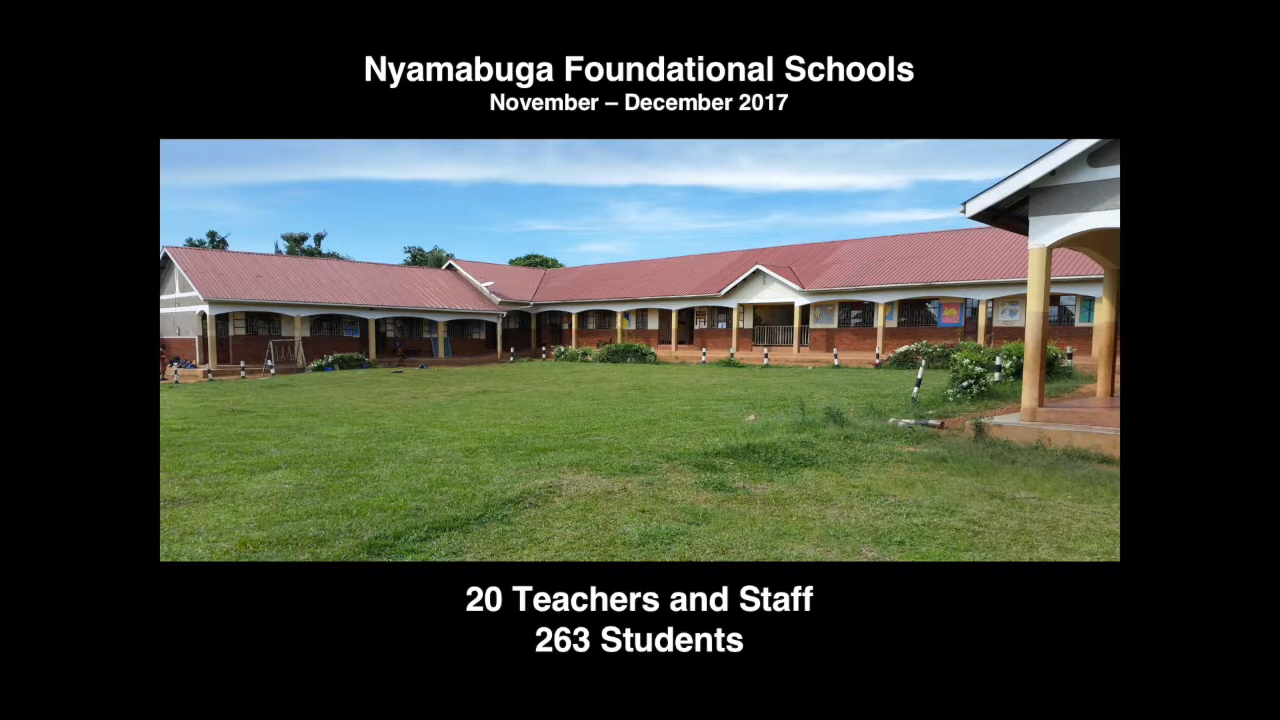 Nyamabuga Foundational Schools
November – December 2017
20 Teachers and Staff
263 Students